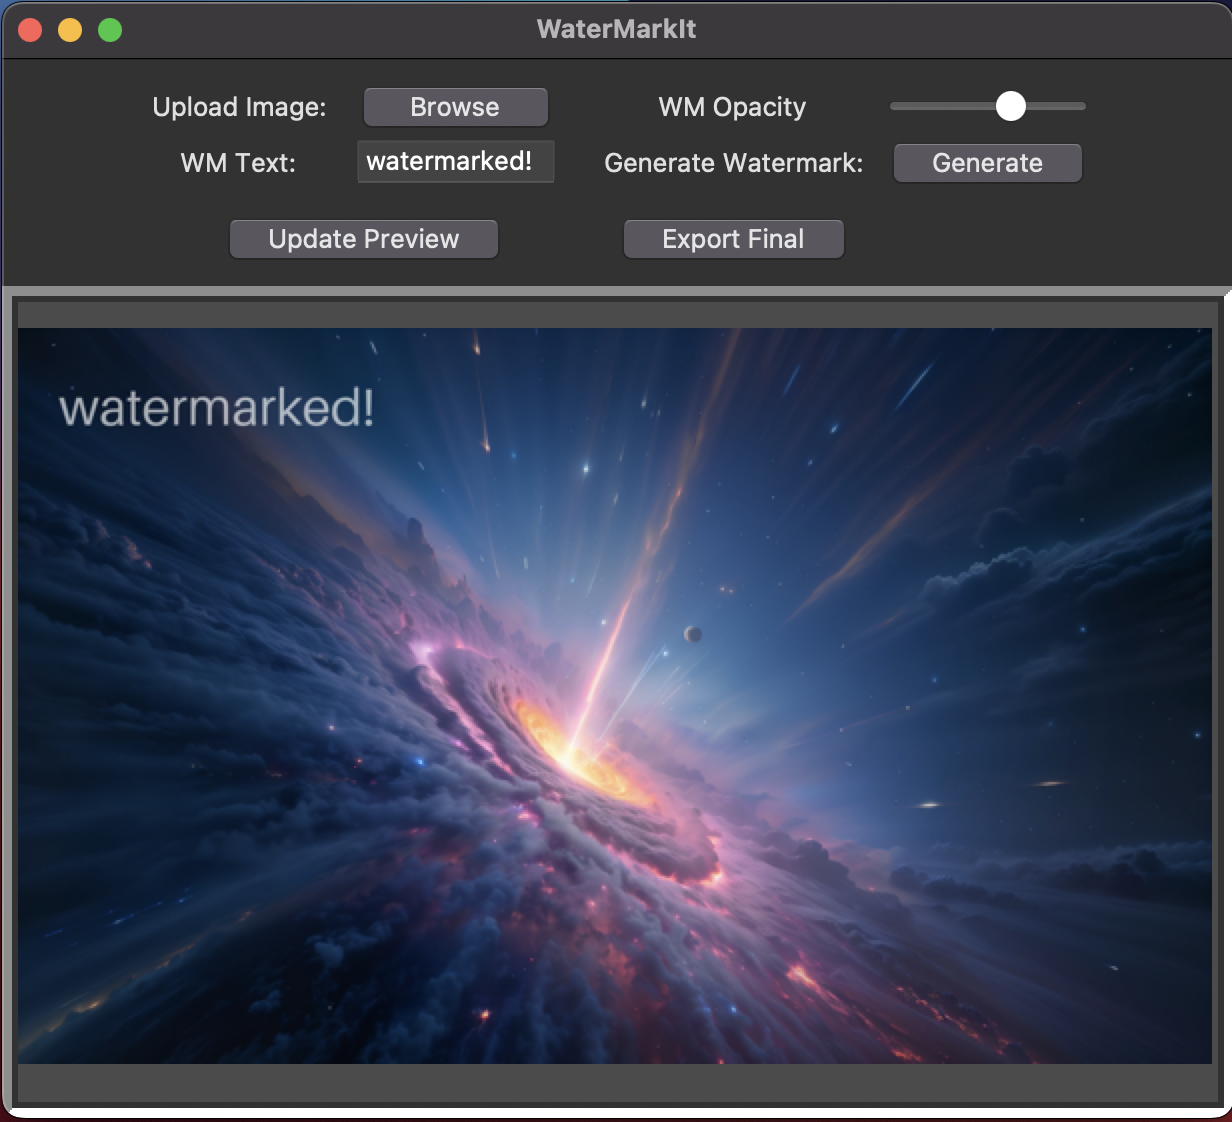 WaterMarkIt
Upload Image: Browse WM Opacity
WM Text: watermarked! Generate Watermark: Generate
Update Preview Export Final
watermarked!